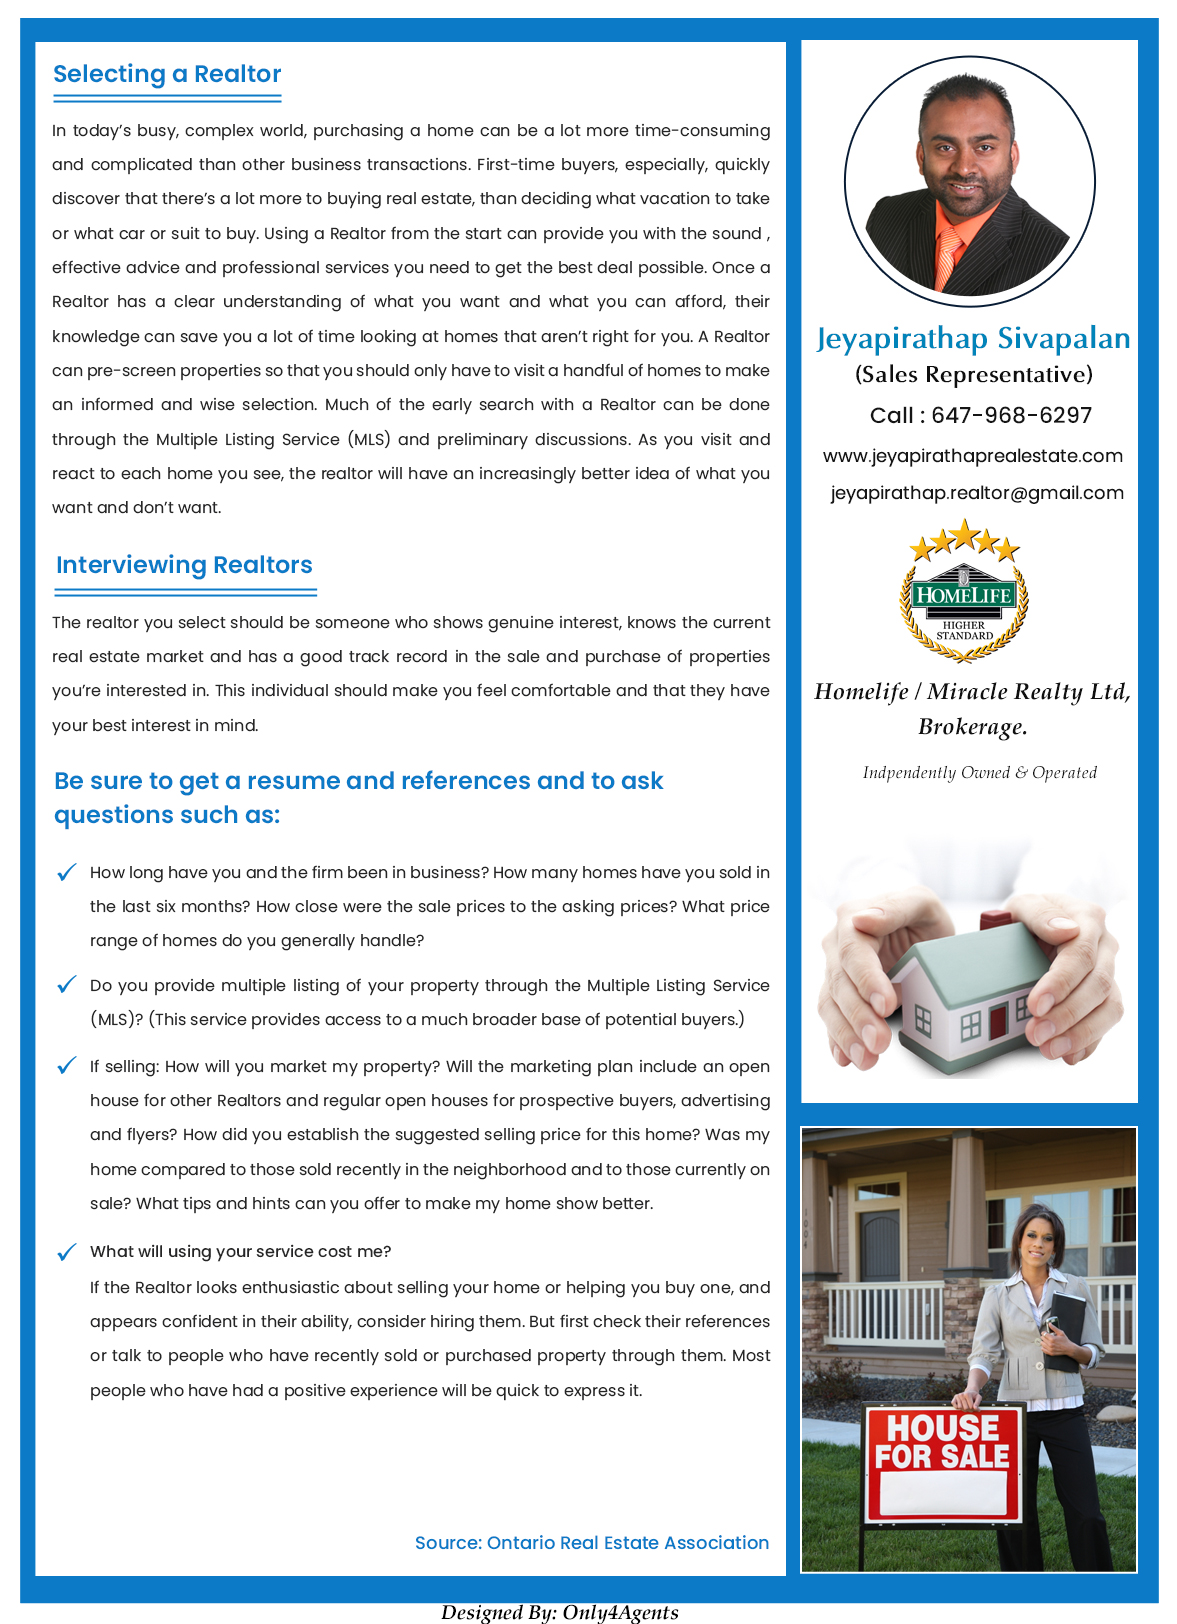 Selecting a Realtor
In today's busy, complex world, purchasing a home can be a lot more time-consuming
and complicated than other business transactions. First-time buyers, especially, quickly
discover that there's a lot more to buying real estate, than deciding what vacation to take
or what car or suit to buy. Using a Realtor from the start can provide you with the sound ,
effective advice and professional services you need to get the best deal possible. Once a
Realtor has a clear understanding of what you want and what you can afford, their
knowledge can save you a lot of time looking at homes that aren't right for you. A Realtor
can pre-screen properties so that you should only have to visit a handful of homes to make
an informed and wise selection. Much of the early search with a Realtor can be done
through the Multiple Listing Service (MLS) and preliminary discussions. As you visit and
react to each home you see, the realtor will have an increasingly better idea of what you
want and don't want.
Interviewing Realtors
The realtor you select should be someone who shows genuine interest, knows the current
real estate market and has a good track record in the sale and purchase of properties
you're interested in. This individual should make you feel comfortable and that they have
your best interest in mind.
Be sure to get a resume and references and to ask
questions such as:
How long have you and the firm been in business? How many homes have you sold in
the last six months? How close were the sale prices to the asking prices? What price
range of homes do you generally handle?
Do you provide multiple listing of your property through the Multiple Listing Service
(MLS)? (This service provides access to a much broader base of potential buyers.)
If selling: How will you market my property? Will the marketing plan include an open
house for other Realtors and regular open houses for prospective buyers, advertising
and flyers? How did you establish the suggested selling price for this home? Was my
home compared to those sold recently in the neighborhood and to those currently on
sale? What tips and hints can you offer to make my home show better.
What will using your service cost me?
If the Realtor looks enthusiastic about selling your home or helping you buy one, and
appears confident in their ability, consider hiring them. But first check their references
or talk to people who have recently sold or purchased property through them. Most
people who have had a positive experience will be quick to express it.
Source: Ontario Real Estate Association
Jeyapirathap Sivapalan
(Sales Representative)
Call : 647-968-6297
www.jeyapirathaprealestate.com
jeyapirathap.realtor@gmail.com
HOMELIFE
HIGHER
STANDARD
Homelife / Miracle Realty Ltd,
Brokerage.
Indpendently Owned & Operated
1004
HOUSE
FOR SALE
Designed By: Only4Agents